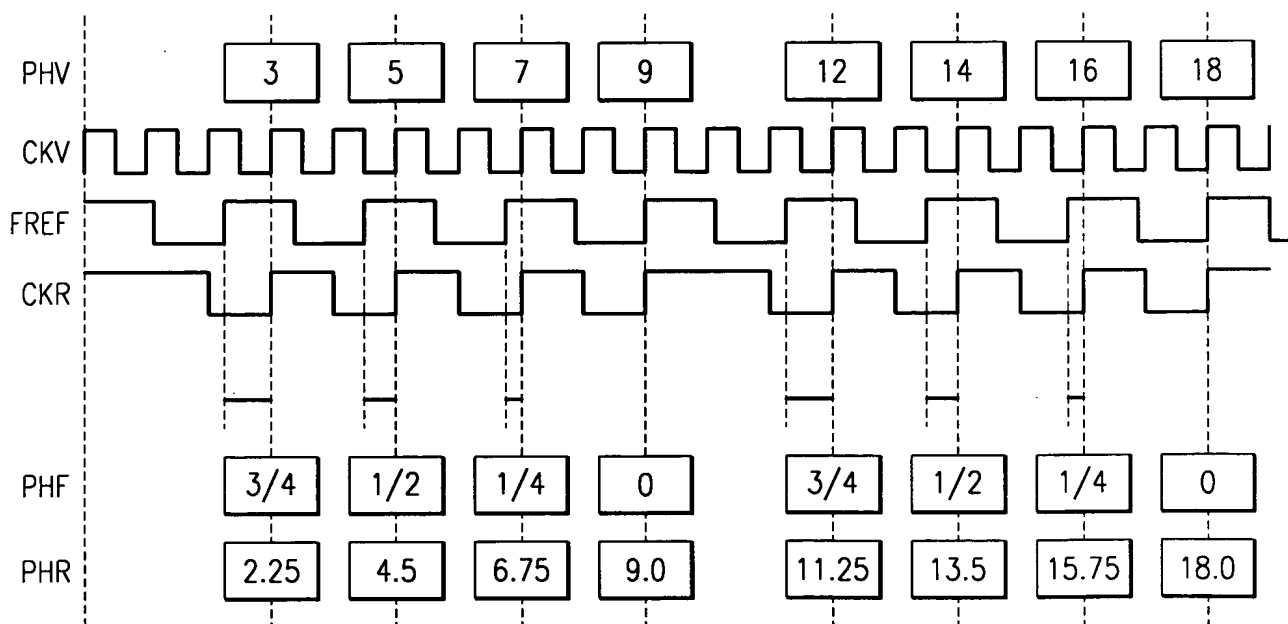 PHV 3 5 7 9 12 14 16 18
CKV
FREF
CKR
PHF 3/4 1/2 1/4 0 3/4 1/2 1/4 0
PHR 2.25 4.5 6.75 9.0 11.25 13.5 15.75 18.0